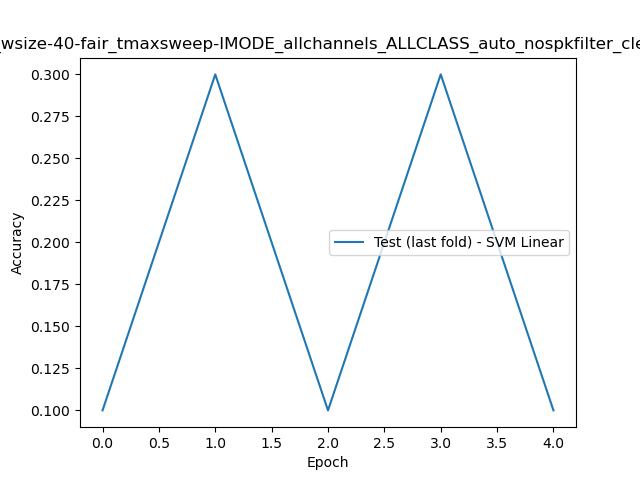 _wsize-40-fair_tmaxsweep-IMODE_allchannels_ALLCLASS_auto_nospkfilter_cle
0.300
0.275
0.250
0.225
0.200
0.175
0.150
0.125
0.100
Accuracy
Test (last fold) - SVM Linear
0.0 0.5 1.0 1.5 2.0 2.5 3.0 3.5 4.0
Epoch